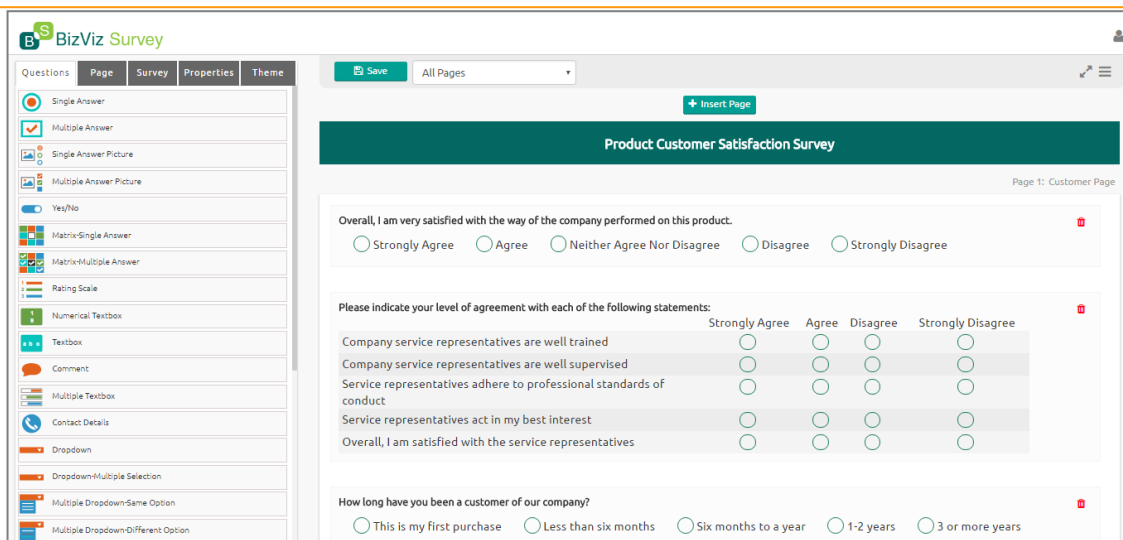 BS BizViz Survey
Questions Page Survey Properties Theme
Save All Pages
Single Answer
Multiple Answer
Single Answer Picture
Multiple Answer Picture
Yes/No
Matrix-Single Answer
Matrix-Multiple Answer
Rating Scale
Numerical Textbox
Textbox
Comment
Multiple Textbox
Contact Details
Dropdown
Dropdown-Multiple Selection
Multiple Dropdown-Same Option
Multiple Dropdown-Different Option
+ Insert Page
Product Customer Satisfaction Survey
Page 1: Customer Page
Overall, I am very satisfied with the way of the company performed on this product.
Strongly Agree Agree Neither Agree Nor Disagree Disagree Strongly Disagree
Please indicate your level of agreement with each of the following statements:
Strongly Agree Agree Disagree Strongly Disagree
Company service representatives are well trained
Company service representatives are well supervised
Service representatives adhere to professional standards of
conduct
Service representatives act in my best interest
Overall, I am satisfied with the service representatives
How long have you been a customer of our company?
This is my first purchase Less than six months Six months to a year 1-2 years 3 or more years